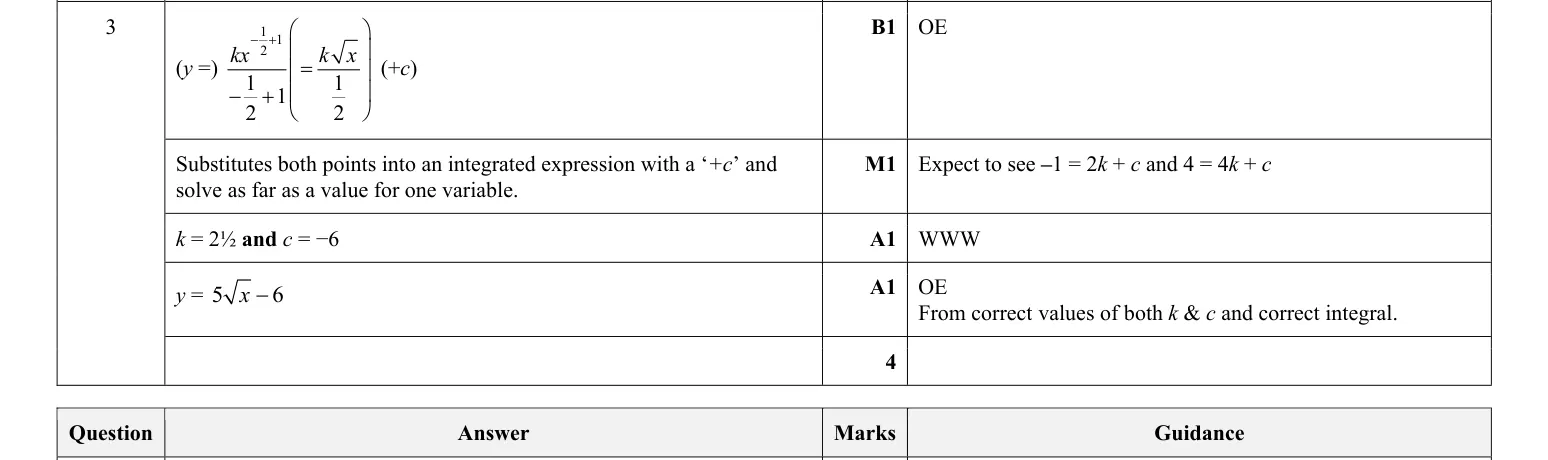 3
(y =) kx^(-1/2+1) / (-1/2+1) (= k√x / (1/2)) (+c)
B1
OE
Substitutes both points into an integrated expression with a ‘+c’ and
solve as far as a value for one variable.
M1
Expect to see –1 = 2k + c and 4 = 4k + c
k = 2½ and c = −6
A1
WWW
y = 5√x − 6
A1
OE
From correct values of both k & c and correct integral.
4
Question Answer Marks Guidance